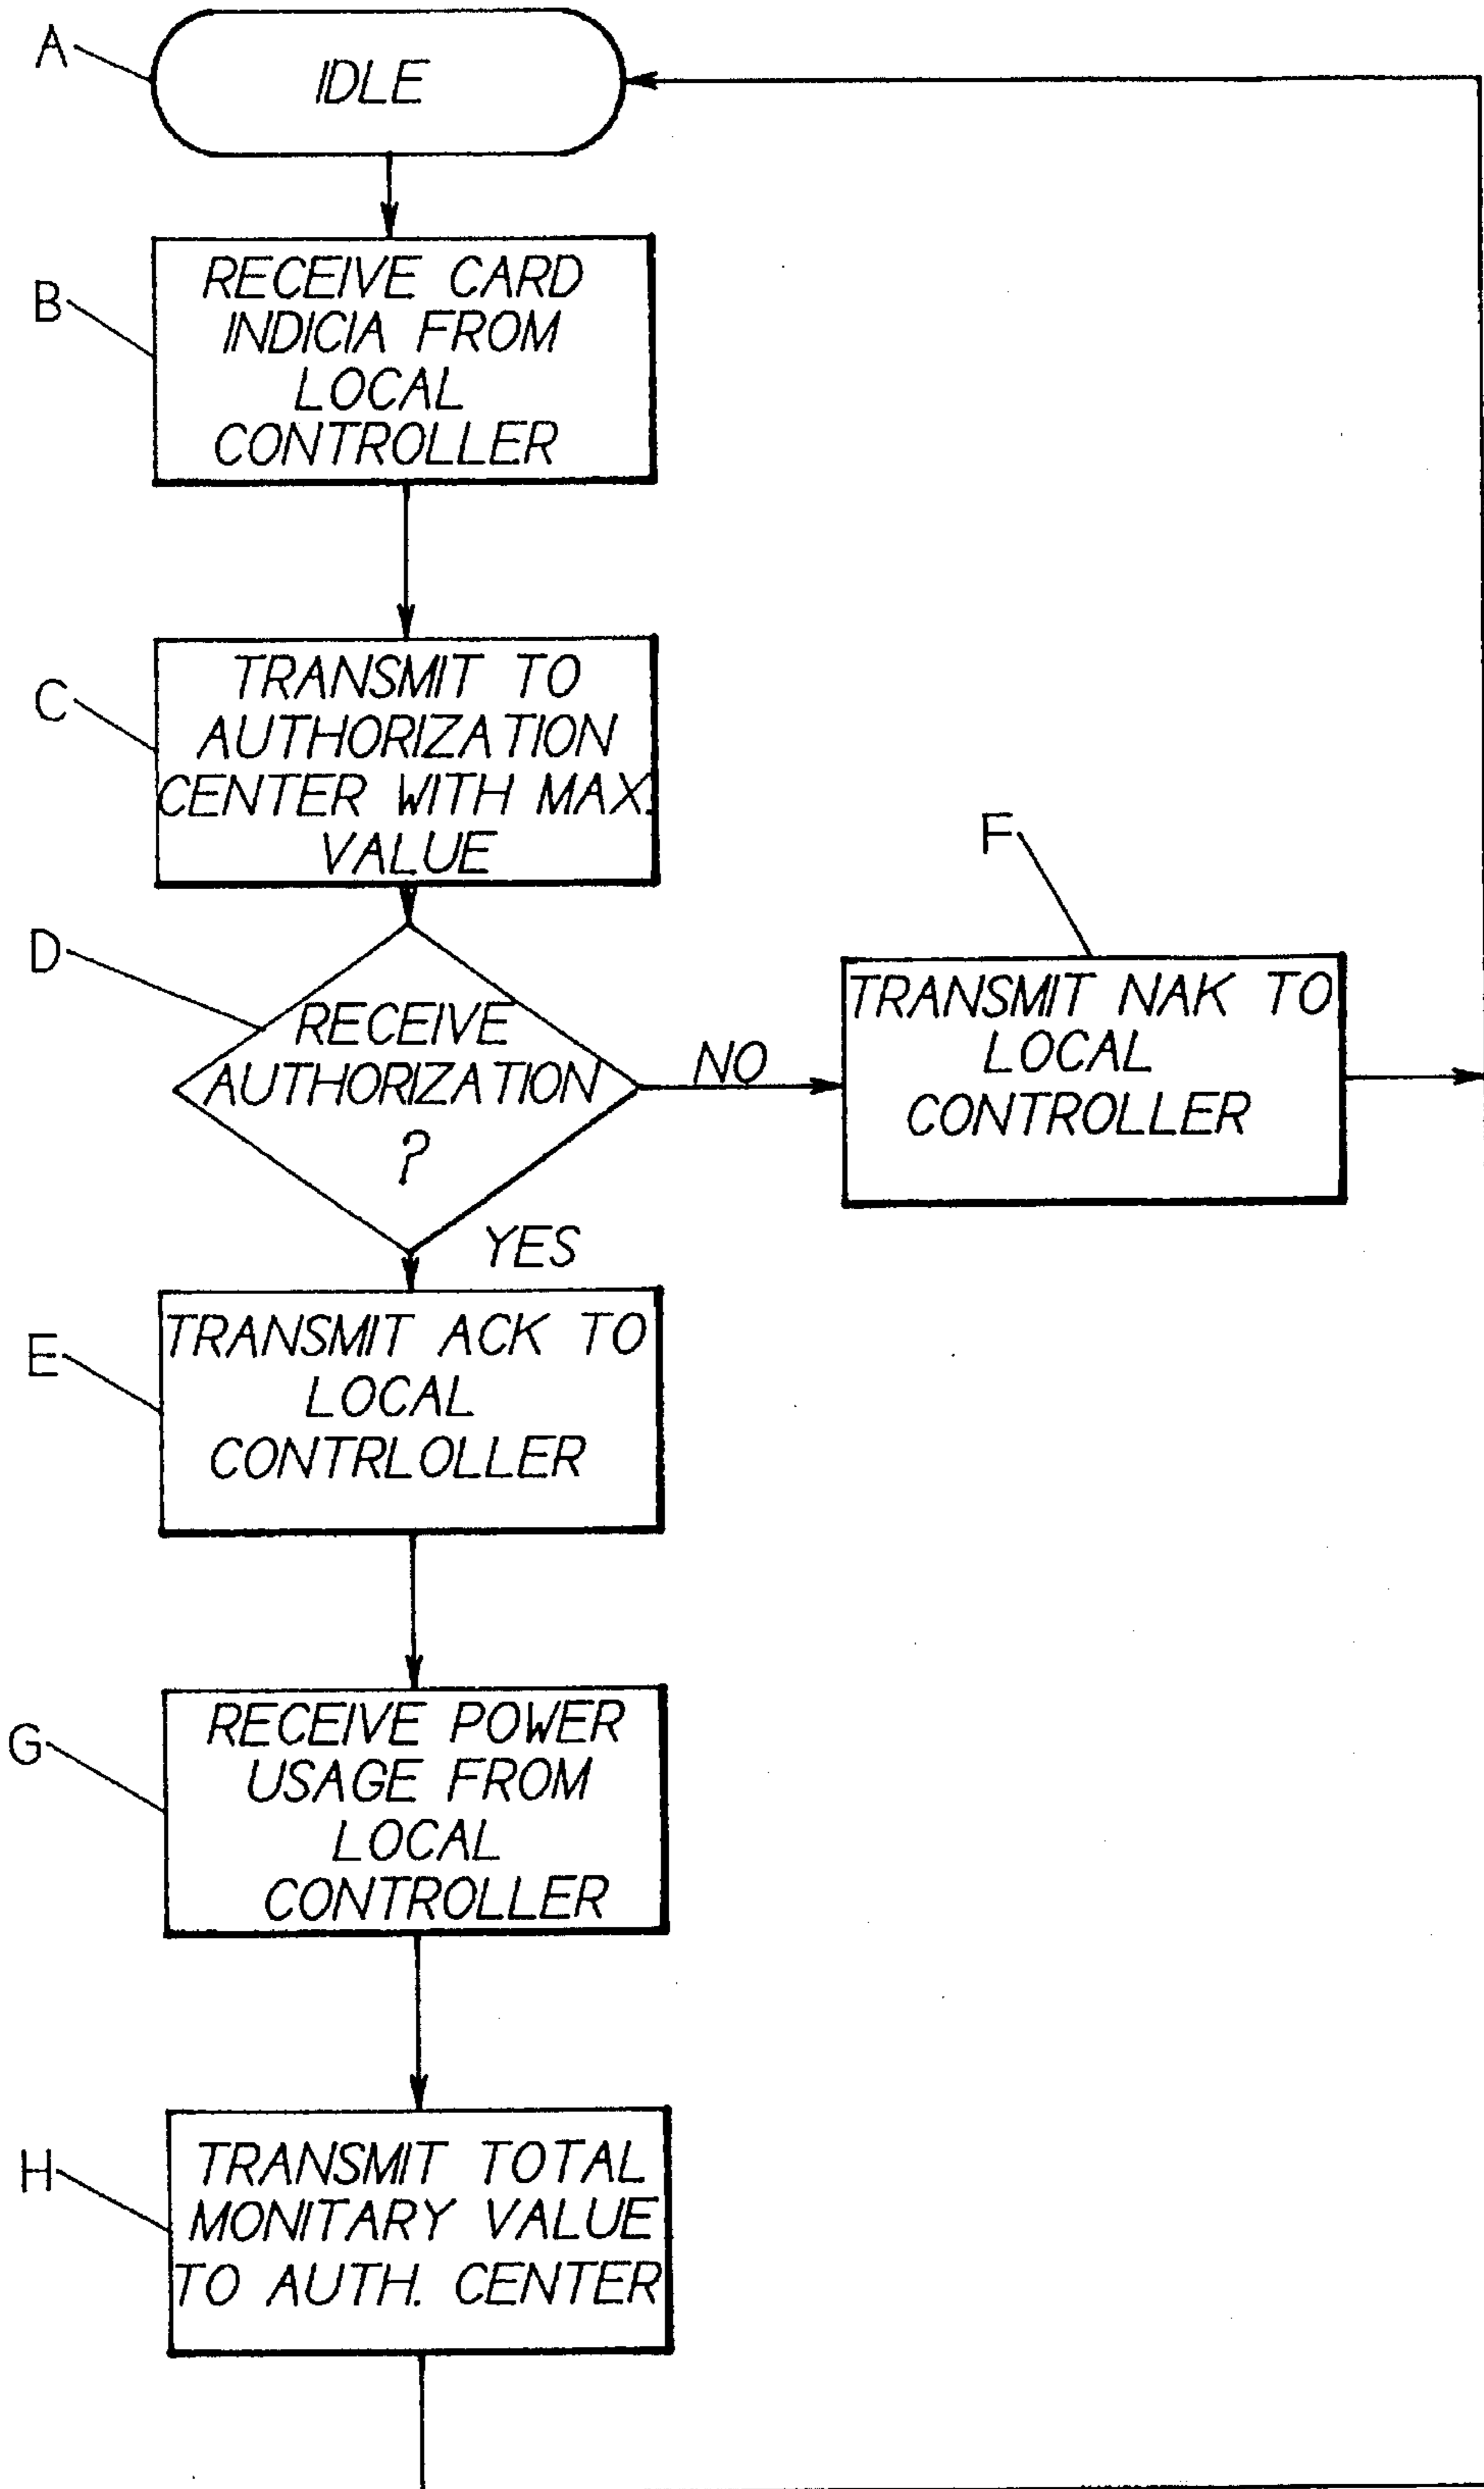 A
IDLE
B
RECEIVE CARD
INDICIA FROM
LOCAL
CONTROLLER
C
TRANSMIT TO
AUTHORIZATION
CENTER WITH MAX.
VALUE
D
RECEIVE
AUTHORIZATION
?
NO
F
TRANSMIT NAK TO
LOCAL
CONTROLLER
YES
E
TRANSMIT ACK TO
LOCAL
CONTRLOLLER
G
RECEIVE POWER
USAGE FROM
LOCAL
CONTROLLER
H
TRANSMIT TOTAL
MONITARY VALUE
TO AUTH. CENTER